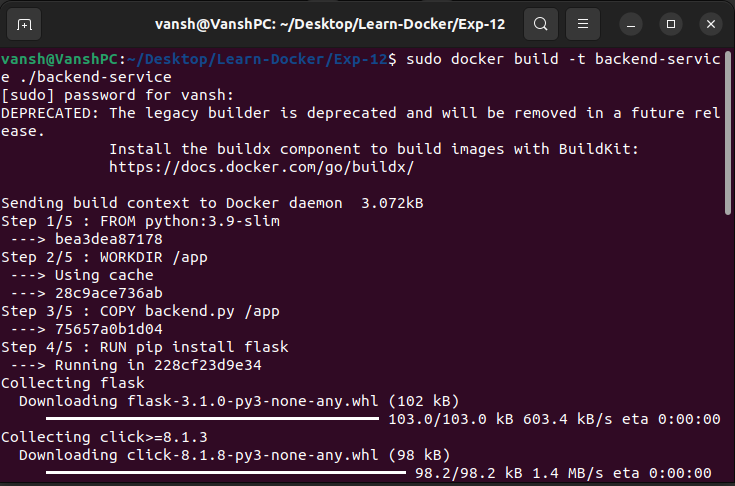 vansh@VanshPC: ~/Desktop/Learn-Docker/Exp-12
vansh@VanshPC:~/Desktop/Learn-Docker/Exp-12$ sudo docker build -t backend-servic
e ./backend-service
[sudo] password for vansh:
DEPRECATED: The legacy builder is deprecated and will be removed in a future rel
ease.
            Install the buildx component to build images with BuildKit:
            https://docs.docker.com/go/buildx/

Sending build context to Docker daemon  3.072kB
Step 1/5 : FROM python:3.9-slim
 ---> bea3dea87178
Step 2/5 : WORKDIR /app
 ---> Using cache
 ---> 28c9ace736ab
Step 3/5 : COPY backend.py /app
 ---> 75657a0b1d04
Step 4/5 : RUN pip install flask
 ---> Running in 228cf23d9e34
Collecting flask
  Downloading flask-3.1.0-py3-none-any.whl (102 kB)
103.0/103.0 kB 603.4 kB/s eta 0:00:00
Collecting click>=8.1.3
  Downloading click-8.1.8-py3-none-any.whl (98 kB)
98.2/98.2 kB 1.4 MB/s eta 0:00:00